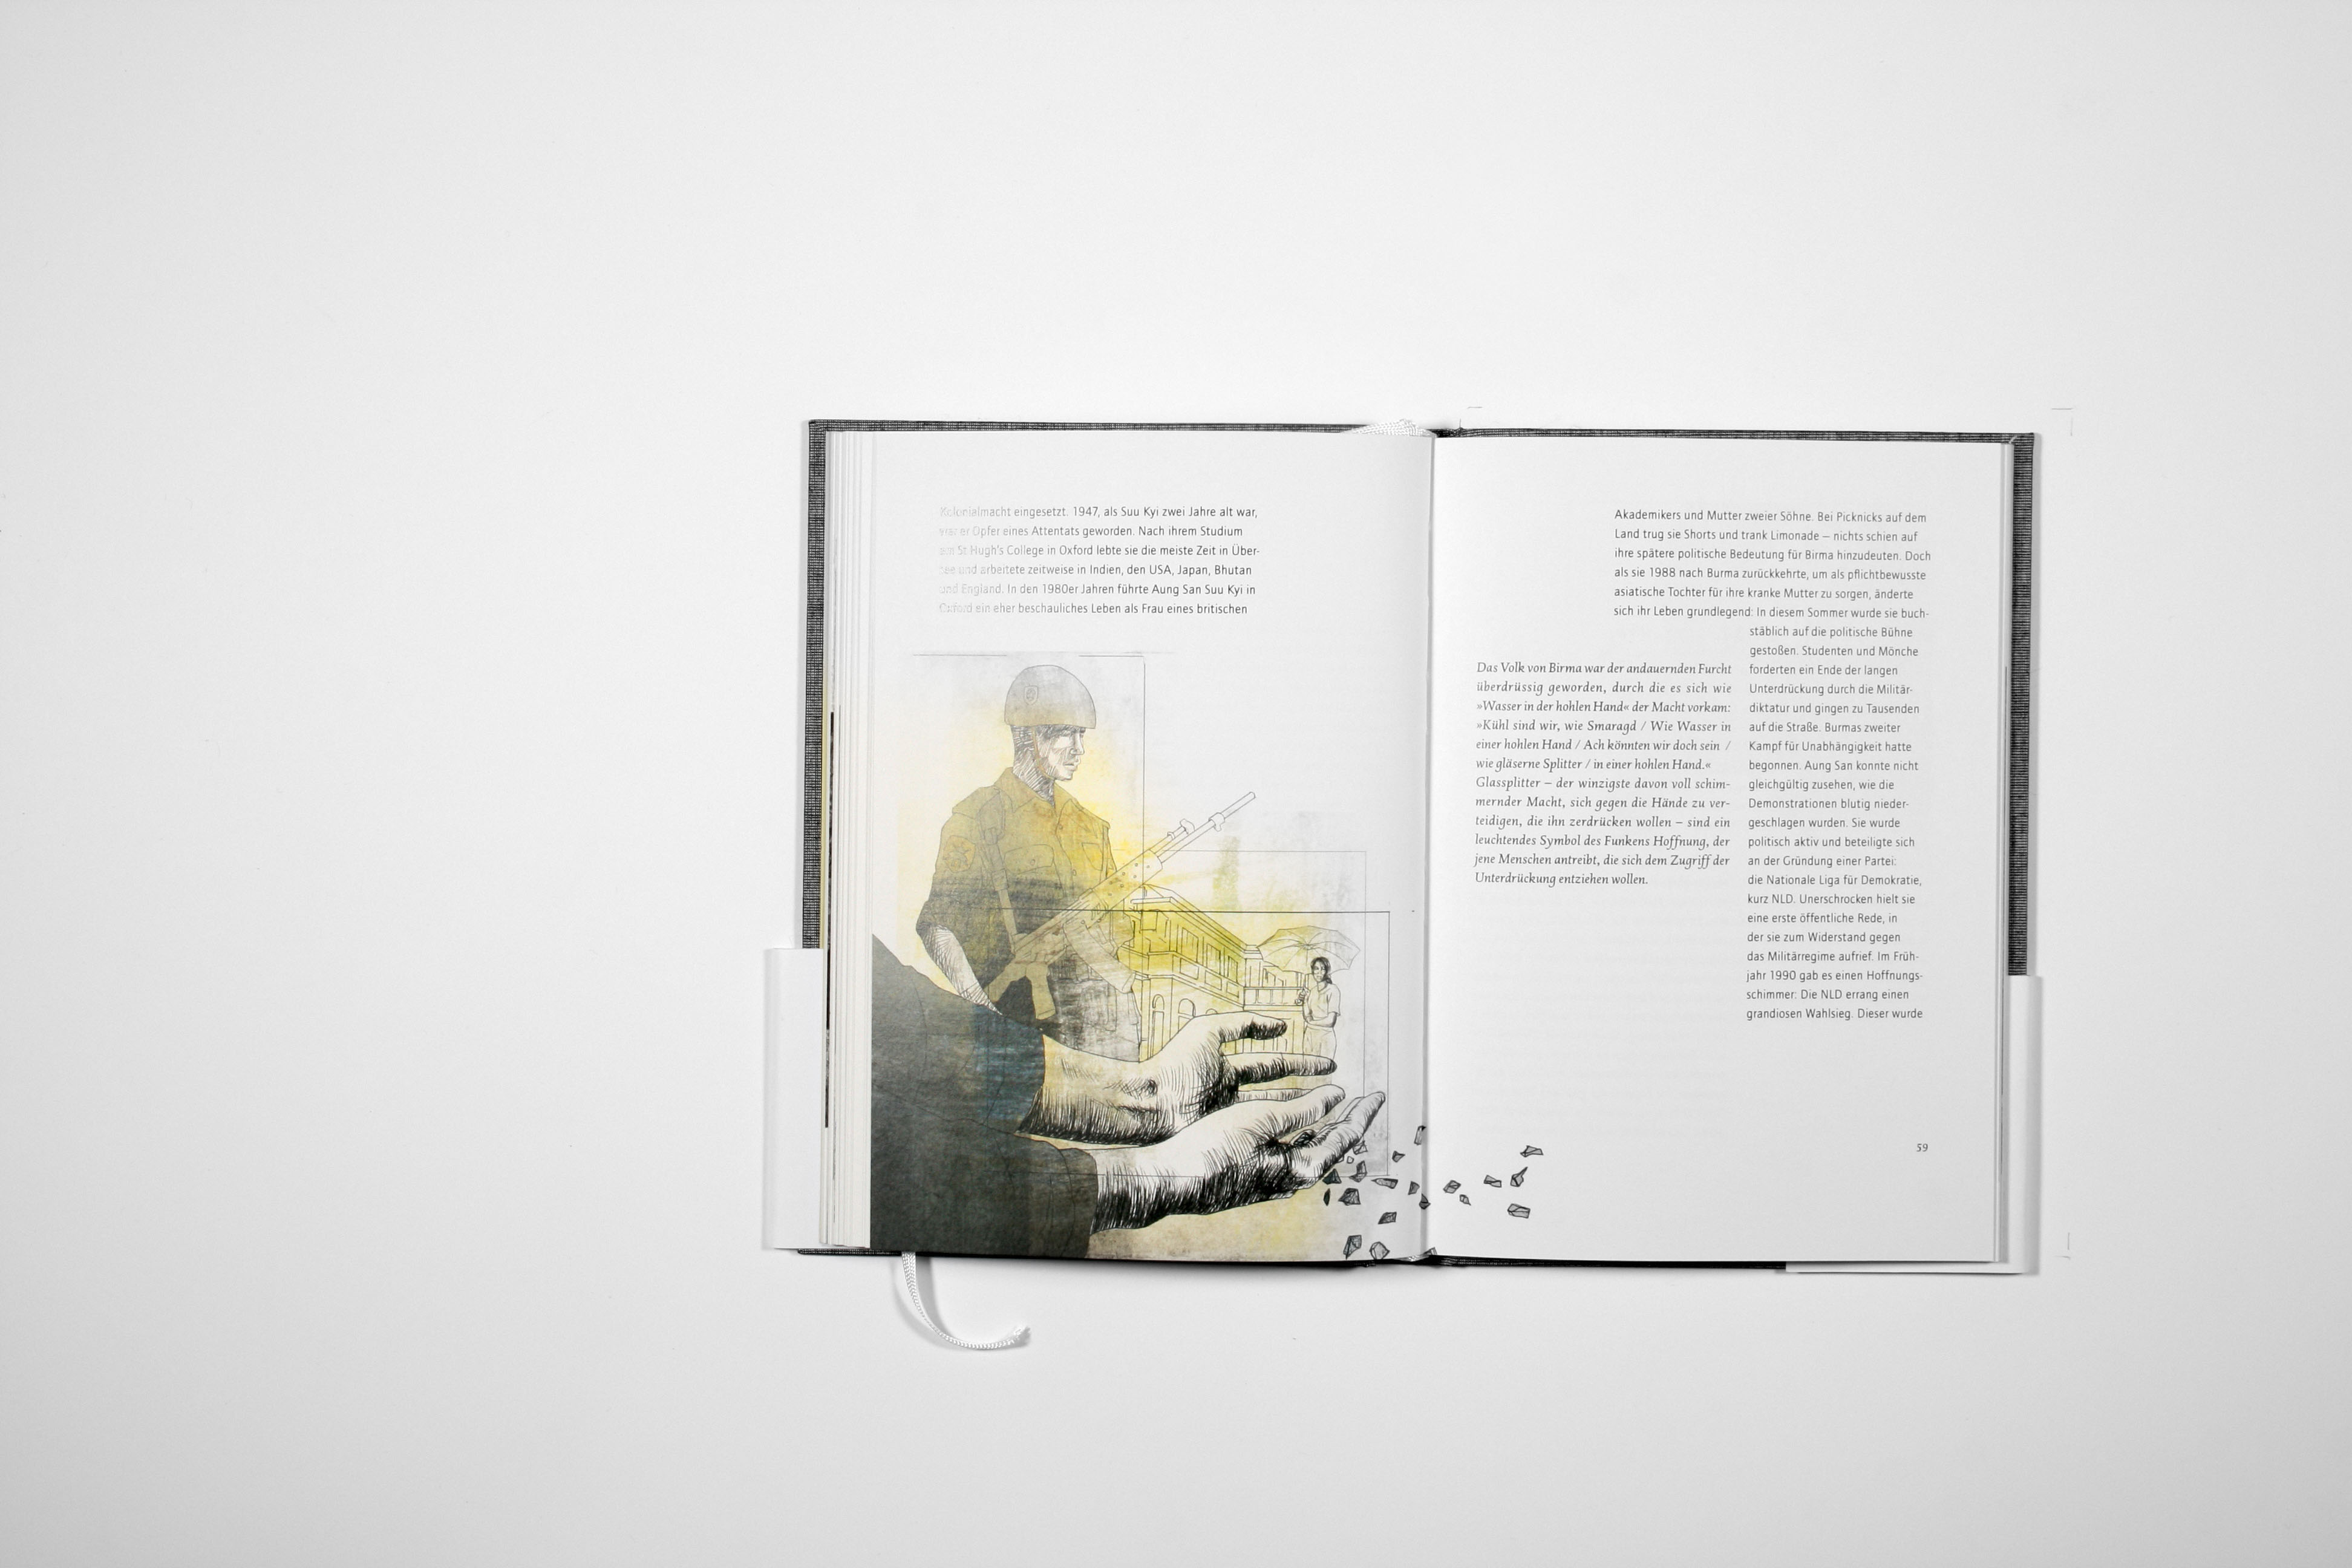 Kolonialmacht eingesetzt. 1947, als Suu Kyi zwei Jahre alt war,
war er Opfer eines Attentats geworden. Nach ihrem Studium
am St Hugh's College in Oxford lebte sie die meiste Zeit in Über-
see und arbeitete zeitweise in Indien, den USA, Japan, Bhutan
und England. In den 1980er Jahren führte Aung San Suu Kyi in
Oxford ein eher beschauliches Leben als Frau eines britischen
Akademikers und Mutter zweier Söhne. Bei Picknicks auf dem
Land trug sie Shorts und trank Limonade – nichts schien auf
ihre spätere politische Bedeutung für Birma hinzudeuten. Doch
als sie 1988 nach Burma zurückkehrte, um als pflichtbewusste
asiatische Tochter für ihre kranke Mutter zu sorgen, änderte
sich ihr Leben grundlegend: In diesem Sommer wurde sie buch-
stäblich auf die politische Bühne
gestoßen. Studenten und Mönche
forderten ein Ende der langen
Unterdrückung durch die Militär-
diktatur und gingen zu Tausenden
auf die Straße. Burmas zweiter
Kampf für Unabhängigkeit hatte
begonnen. Aung San konnte nicht
gleichgültig zusehen, wie die
Demonstrationen blutig nieder-
geschlagen wurden. Sie wurde
politisch aktiv und beteiligte sich
an der Gründung einer Partei:
die Nationale Liga für Demokratie,
kurz NLD. Unerschrocken hielt sie
eine erste öffentliche Rede, in
der sie zum Widerstand gegen
das Militärregime aufrief. Im Früh-
jahr 1990 gab es einen Hoffnungs-
schimmer: Die NLD errang einen
grandiosen Wahlsieg. Dieser wurde
Das Volk von Birma war der andauernden Furcht
überdrüssig geworden, durch die es sich wie
»Wasser in der hohlen Hand« der Macht vorkam:
»Kühl sind wir, wie Smaragd / Wie Wasser in
einer hohlen Hand / Ach könnten wir doch sein /
wie gläserne Splitter / in einer hohlen Hand.«
Glassplitter – der winzigste davon voll schim-
mernder Macht, sich gegen die Hände zu ver-
teidigen, die ihn zerdrücken wollen – sind ein
leuchtendes Symbol des Funkens Hoffnung, der
jene Menschen antreibt, die sich dem Zugriff der
Unterdrückung entziehen wollen.
59